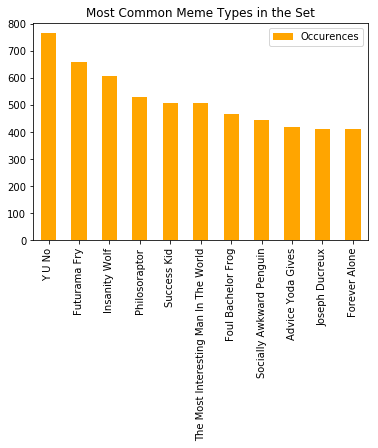 Most Common Meme Types in the Set
Occurences
800
700
600
500
400
300
200
100
0
Y U No
Futurama Fry
Insanity Wolf
Philosoraptor
Success Kid
The Most Interesting Man In The World
Foul Bachelor Frog
Socially Awkward Penguin
Advice Yoda Gives
Joseph Ducreux
Forever Alone